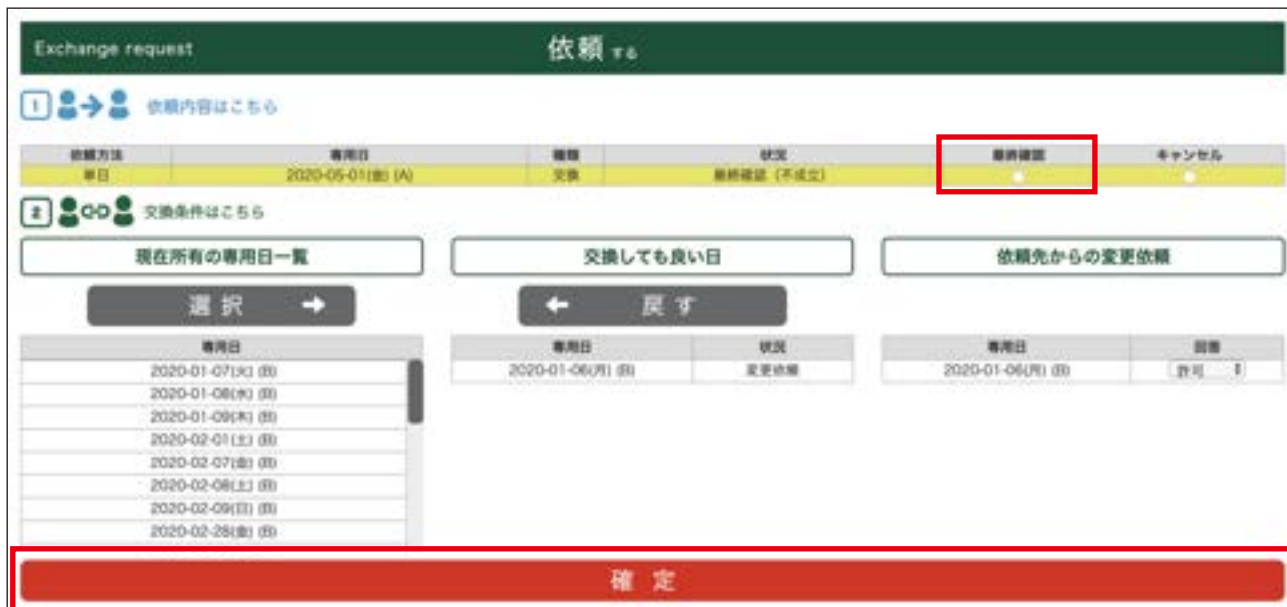 Exchange request 依頼する
1 依頼内容はこちら
依頼方法 専用日 種類 状況 最終確認 キャンセル
単日 2020-05-01(金) (A) 交換 最終確認（不成立）
2 交換条件はこちら
現在所有の専用日一覧 交換しても良い日 依頼先からの変更依頼
選択 → ← 戻す
専用日 専用日 状況 専用日 回答
2020-01-07(火) (B) 2020-01-06(月) (B) 変更依頼 2020-01-06(月) (B) 許可
2020-01-08(水) (B)
2020-01-09(木) (B)
2020-02-01(土) (B)
2020-02-07(金) (B)
2020-02-08(土) (B)
2020-02-09(日) (B)
2020-02-28(金) (B)
確定